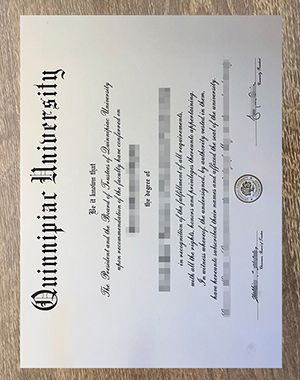 Quinnipiac University
Be it known that
The President and the Board of Trustees of Quinnipiac University
upon recommendation of the faculty have conferred on
the degree of
in recognition of the fulfillment of all requirements,
with all the rights, honors and privileges thereunto appertaining.
In witness whereof, the undersigned, by authority vested in them,
have hereunto subscribed their names and affixed the seal of the University